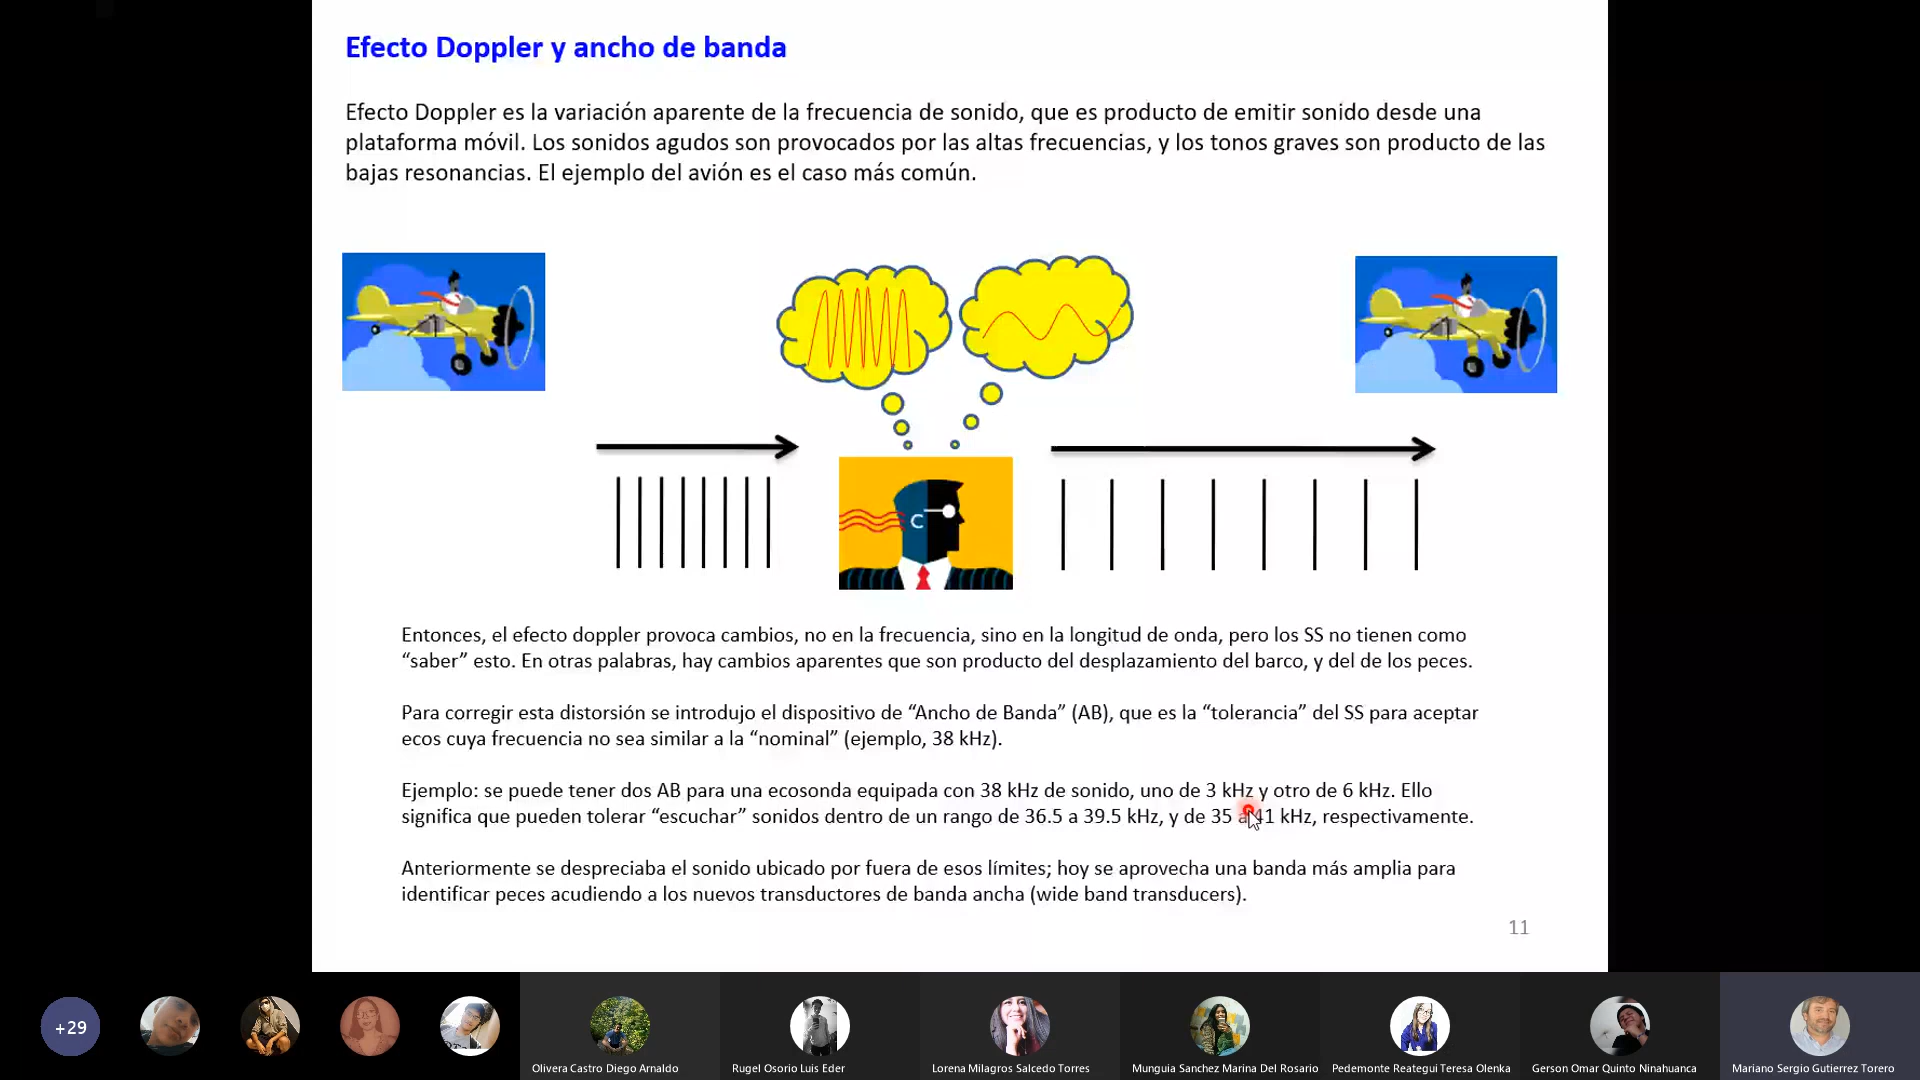 Efecto Doppler y ancho de banda
Efecto Doppler es la variación aparente de la frecuencia de sonido, que es producto de emitir sonido desde una
plataforma móvil. Los sonidos agudos son provocados por las altas frecuencias, y los tonos graves son producto de las
bajas resonancias. El ejemplo del avión es el caso más común.
Entonces, el efecto doppler provoca cambios, no en la frecuencia, sino en la longitud de onda, pero los SS no tienen como
“saber” esto. En otras palabras, hay cambios aparentes que son producto del desplazamiento del barco, y del de los peces.
Para corregir esta distorsión se introdujo el dispositivo de “Ancho de Banda” (AB), que es la “tolerancia” del SS para aceptar
ecos cuya frecuencia no sea similar a la “nominal” (ejemplo, 38 kHz).
Ejemplo: se puede tener dos AB para una ecosonda equipada con 38 kHz de sonido, uno de 3 kHz y otro de 6 kHz. Ello
significa que pueden tolerar “escuchar” sonidos dentro de un rango de 36.5 a 39.5 kHz, y de 35 a 41 kHz, respectivamente.
Anteriormente se despreciaba el sonido ubicado por fuera de esos límites; hoy se aprovecha una banda más amplia para
identificar peces acudiendo a los nuevos transductores de banda ancha (wide band transducers).
11
+29
Olivera Castro Diego Arnaldo
Rugel Osorio Luis Eder
Lorena Milagros Salcedo Torres
Munguia Sanchez Marina Del Rosario
Pedemonte Reategui Teresa Olenka
Gerson Omar Quinto Ninahuanca
Mariano Sergio Gutierrez Torero